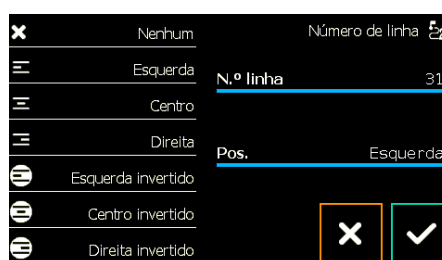 Nenhum
Esquerda
Centro
Direita
Esquerda invertido
Centro invertido
Direita invertido
Número de linha
N.º linha 31
Pos. Esquerda